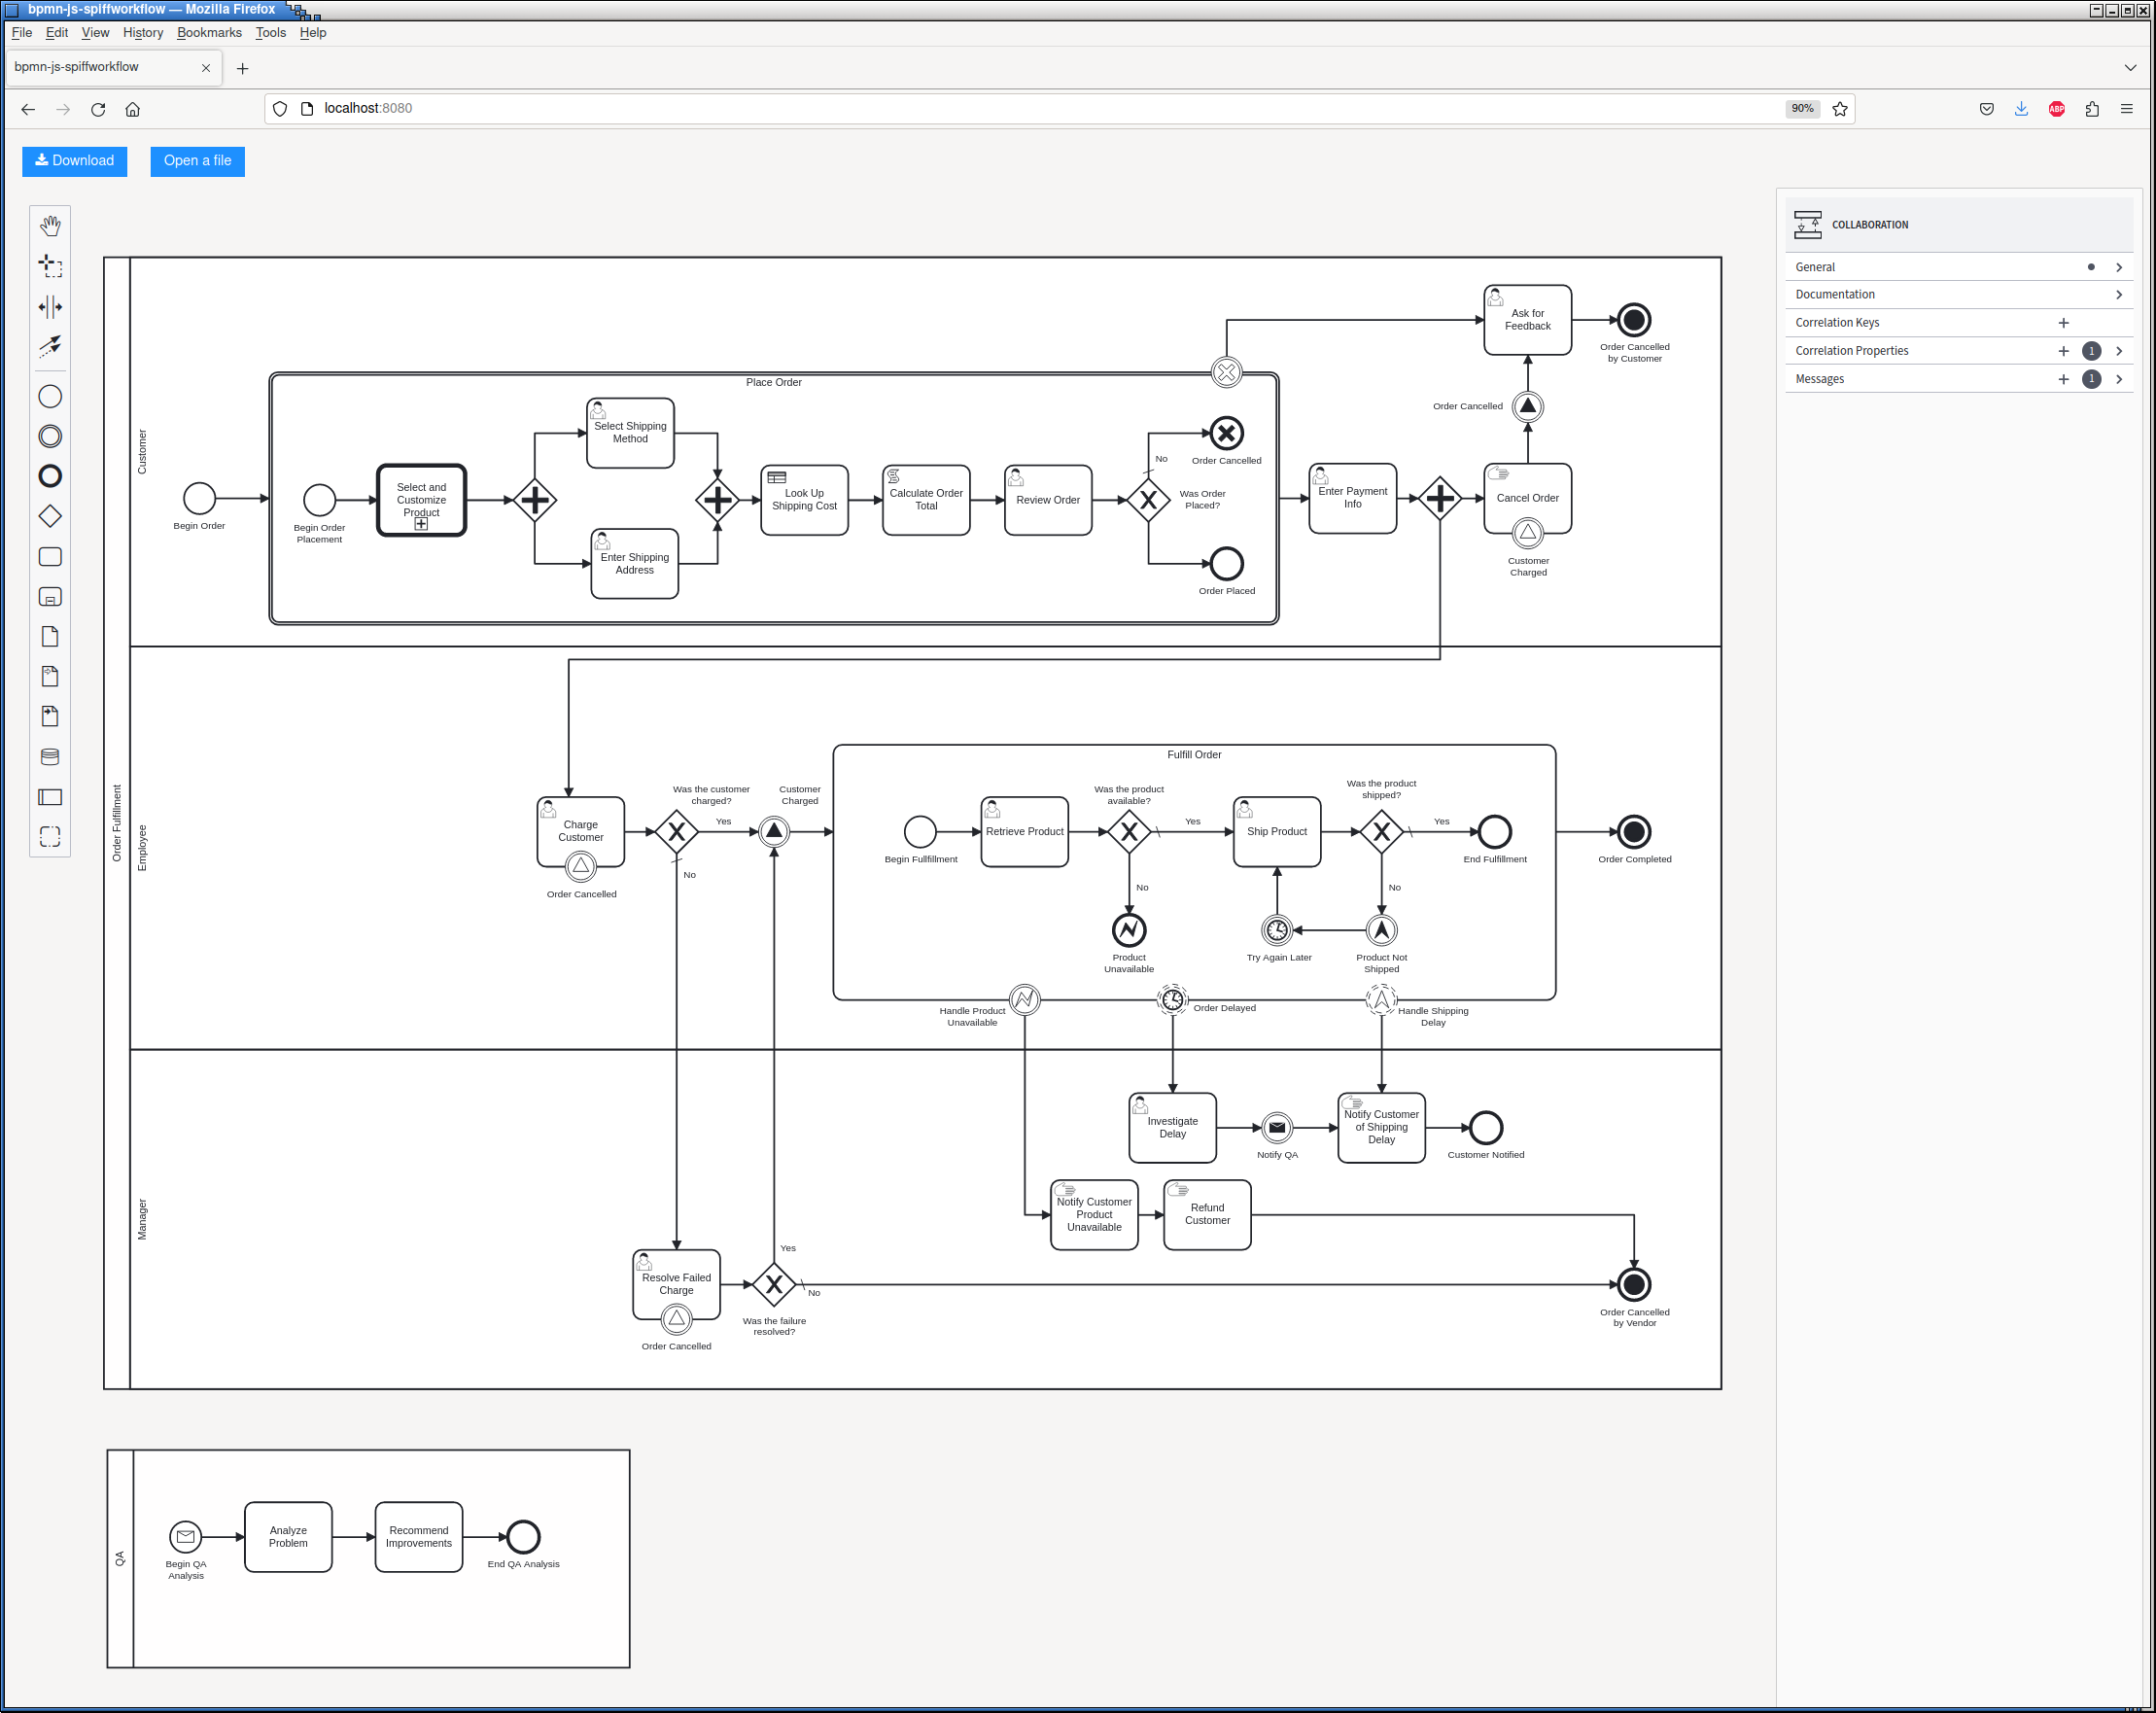 bpmn-js-spiffworkflow — Mozilla Firefox
File Edit View History Bookmarks Tools Help
bpmn-js-spiffworkflow
localhost:8080
90%
ABP
Download
Open a file
COLLABORATION
General
Documentation
Correlation Keys
Correlation Properties
1
Messages
1
Order Fulfillment
Customer
Begin Order
Place Order
Begin Order
Placement
Select and
Customize
Product
Select Shipping
Method
Enter Shipping
Address
Look Up
Shipping Cost
Calculate Order
Total
Review Order
Was Order
Placed?
No
Order Cancelled
Order Placed
Enter Payment
Info
Cancel Order
Customer
Charged
Order Cancelled
Ask for
Feedback
Order Cancelled
by Customer
Employee
Charge
Customer
Order Cancelled
Was the customer
charged?
Yes
No
Customer
Charged
Fulfill Order
Begin Fullfillment
Retrieve Product
Was the product
available?
Yes
No
Product
Unavailable
Ship Product
Was the product
shipped?
Yes
No
End Fulfillment
Try Again Later
Product Not
Shipped
Handle Product
Unavailable
Order Delayed
Handle Shipping
Delay
Order Completed
Manager
Investigate
Delay
Notify QA
Notify Customer
of Shipping
Delay
Customer Notified
Notify Customer
Product
Unavailable
Refund
Customer
Resolve Failed
Charge
Order Cancelled
Yes
No
Was the failure
resolved?
Order Cancelled
by Vendor
QA
Begin QA
Analysis
Analyze
Problem
Recommend
Improvements
End QA Analysis